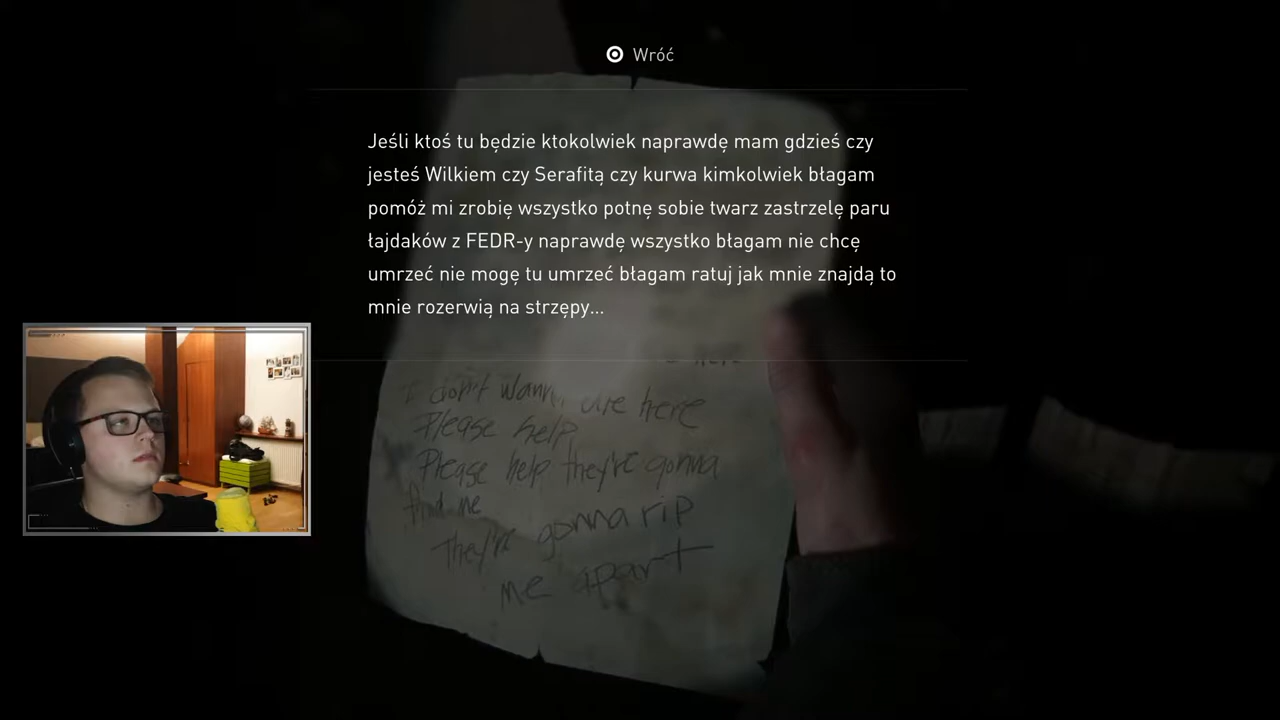 Wróć
Jeśli ktoś tu będzie ktokolwiek naprawdę mam gdzieś czy
jesteś Wilkiem czy Serafitą czy kurwa kimkolwiek błagam
pomóż mi zrobię wszystko potnę sobie twarz zastrzelę paru
łajdaków z FEDR-y naprawdę wszystko błagam nie chcę
umrzeć nie mogę tu umrzeć błagam ratuj jak mnie znajdą to
mnie rozerwią na strzępy...
here
I don't wanna die here
Please help
Please help they're gonna
find me
They're gonna rip
me apart